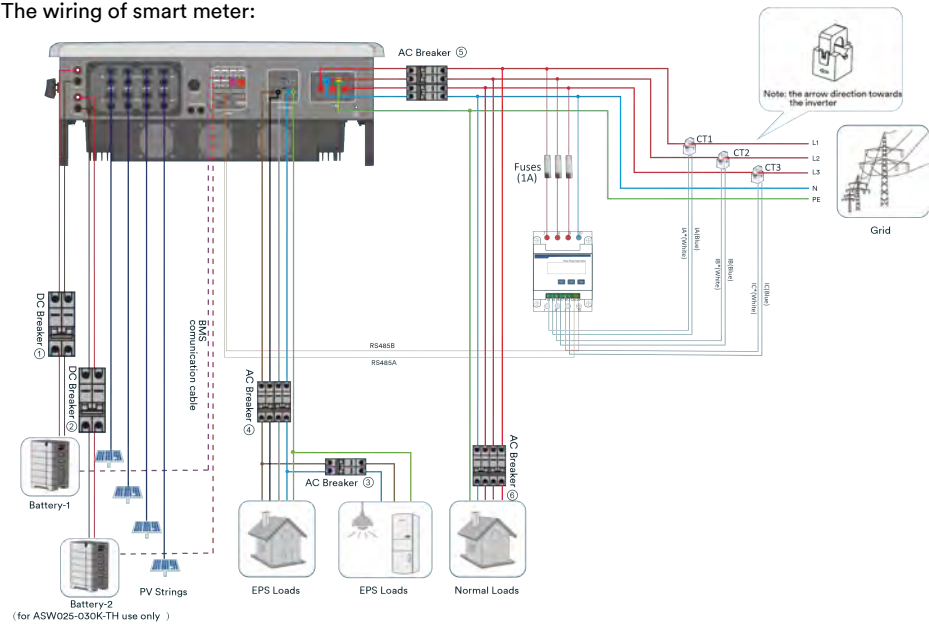 The wiring of smart meter:
AC Breaker ⑤
Note: the arrow direction towards
the inverter
CT1
CT2
CT3
L1
L2
L3
N
PE
Fuses
(1A)
Grid
IA*(White)
IA(Blue)
IB*(White)
IB(Blue)
IC*(White)
IC(Blue)
DC Breaker ①
DC Breaker ②
BMS
comunication cable
RS485B
RS485A
AC Breaker ④
AC Breaker ③
AC Breaker ⑥
Battery-1
Battery-2
(for ASW025-030K-TH use only )
PV Strings
EPS Loads
EPS Loads
Normal Loads